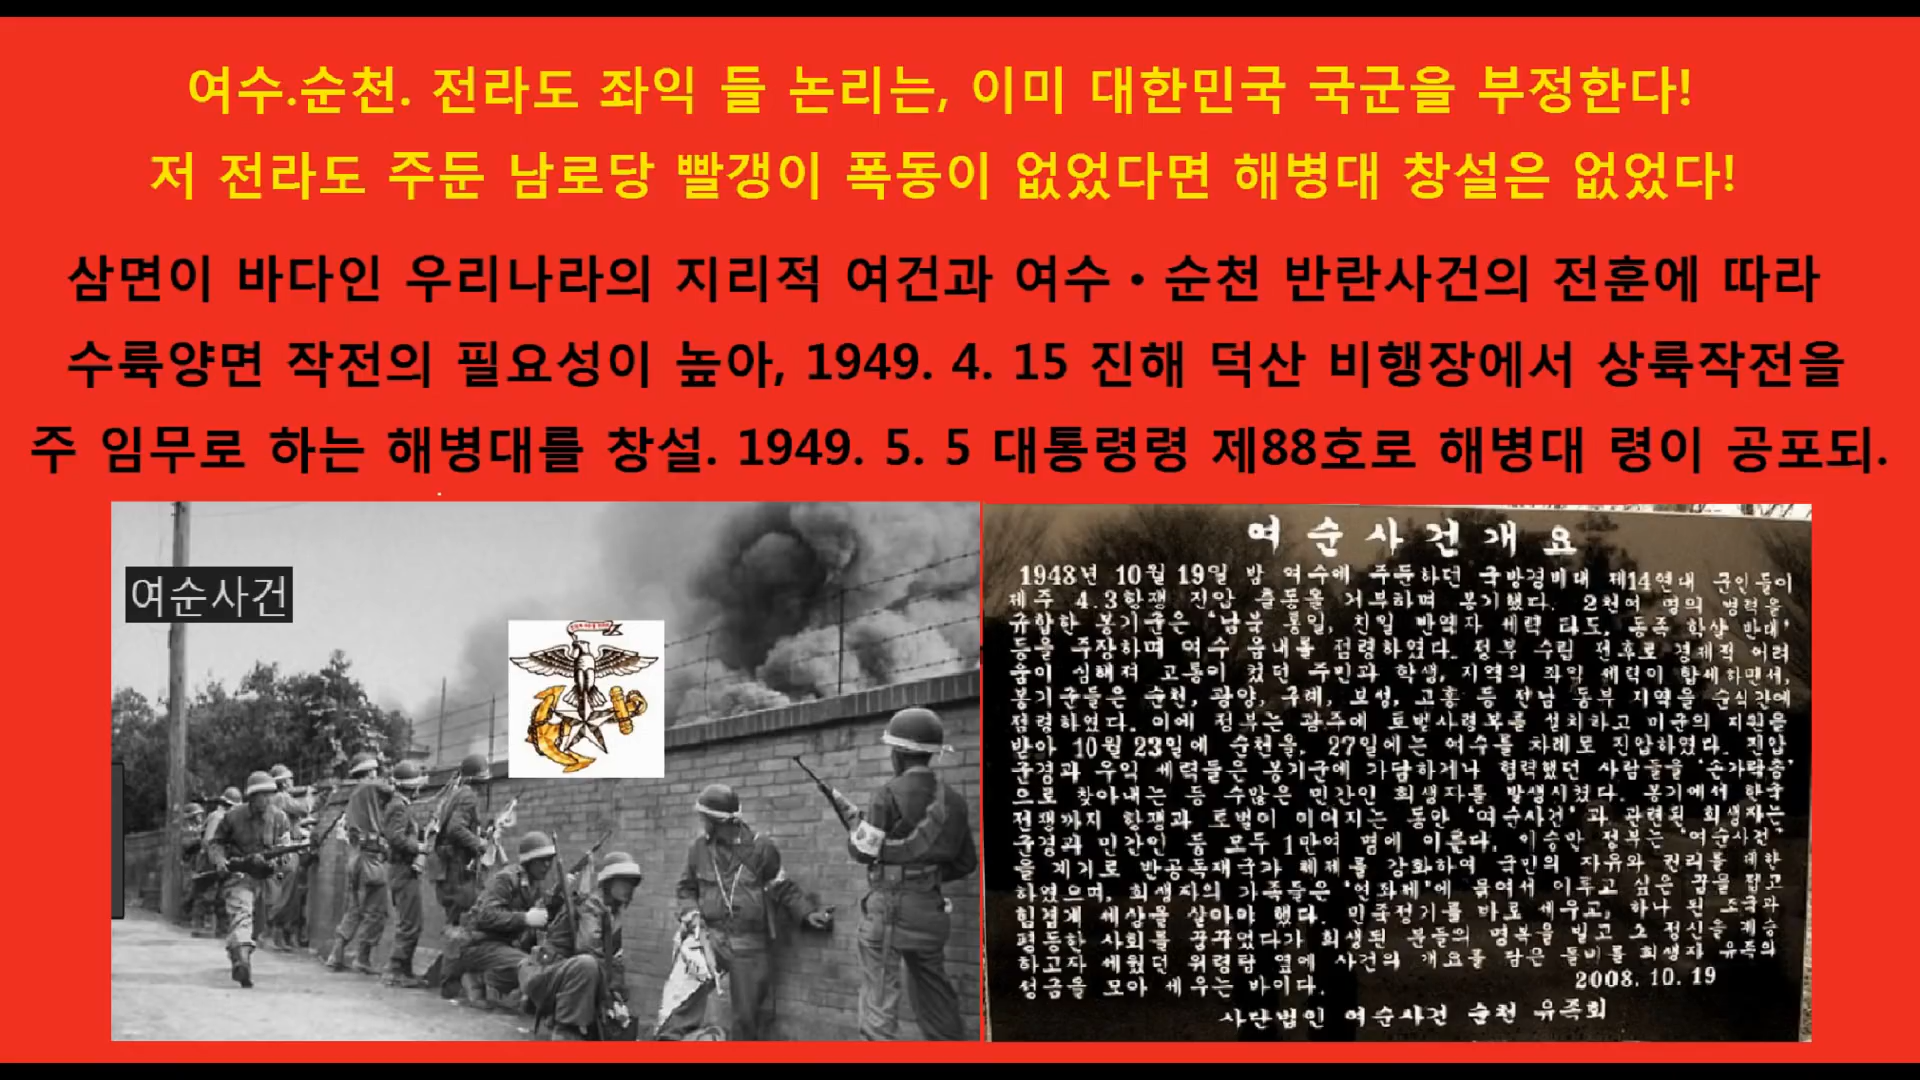 여수.순천. 전라도 좌익 들 논리는, 이미 대한민국 국군을 부정한다!
저 전라도 주둔 남로당 빨갱이 폭동이 없었다면 해병대 창설은 없었다!
삼면이 바다인 우리나라의 지리적 여건과 여수·순천 반란사건의 전훈에 따라
수륙양면 작전의 필요성이 높아, 1949. 4. 15 진해 덕산 비행장에서 상륙작전을
주 임무로 하는 해병대를 창설. 1949. 5. 5 대통령령 제88호로 해병대 령이 공포되.
여순사건
여순사건개요
1948년 10월 19일 밤 여수에 주둔하던 국방경비대 제14연대 군인들이
제주 4.3항쟁 진압 출동을 거부하며 봉기했다. 2천여 명의 병력을
규합한 봉기군은 '남북 통일, 친일 반역자 세력 타도, 동족 학살 반대'
등을 주장하며 여수 읍내를 점령하였다. 정부 수립 전후로 경제적 어려
움이 심해져 고통이 컸던 주민과 학생, 지역의 좌익 세력이 합세하면서,
봉기군들은 순천, 광양, 구례, 보성, 고흥 등 전남 동부 지역을 순식간에
점령하였다. 이에 정부는 광주에 토벌사령부를 설치하고 미군의 지원을
받아 10월 23일에 순천을, 27일에는 여수를 차례로 진압하였다. 진압
군경과 우익 세력들은 봉기군에 가담하거나 협력했던 사람들을 '손가락총'
으로 찾아내는 등 수많은 민간인 희생자를 발생시켰다. 봉기에서 한국
전쟁까지 항쟁과 토벌이 이어지는 동안 '여순사건'과 관련된 희생자는
군경과 민간인 등 모두 1만여 명에 이른다. 이승만 정부는 '여순사건'
을 계기로 반공독재국가 체제를 강화하여 국민의 자유와 권리를 제한
하였으며, 희생자의 가족들은 '연좌제'에 묶여서 이루고 싶은 꿈을 접고
힘겹게 세상을 살아야 했다. 민족정기를 바로 세우고, 하나 된 조국과
평등한 사회를 꿈꾸었다가 희생된 분들의 명복을 빌고 그 정신을 계승
하고자 세웠던 위령탑 옆에 사건의 개요를 담은 돌비를 희생자 유족의
성금을 모아 세우는 바이다.
2008. 10. 19
사단법인 여순사건 순천 유족회